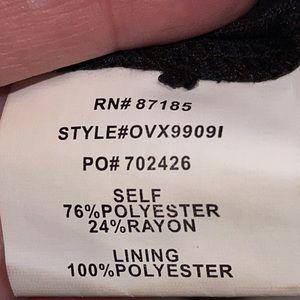 RN# 87185
STYLE#OVX9909I
PO# 702426
SELF
76%POLYESTER
24%RAYON
LINING
100%POLYESTER